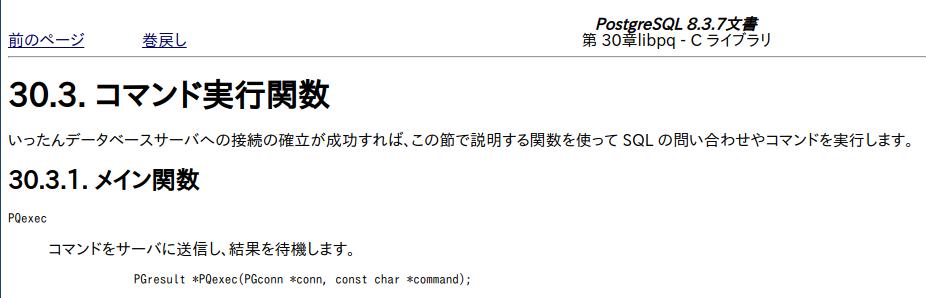 PostgreSQL 8.3.7文書
前のページ 巻戻し 第 30章libpq - C ライブラリ
30.3. コマンド実行関数
いったんデータベースサーバへの接続の確立が成功すれば、この節で説明する関数を使って SQL の問い合わせやコマンドを実行します。
30.3.1. メイン関数
PQexec
コマンドをサーバに送信し、結果を待機します。
PGresult *PQexec(PGconn *conn, const char *command);